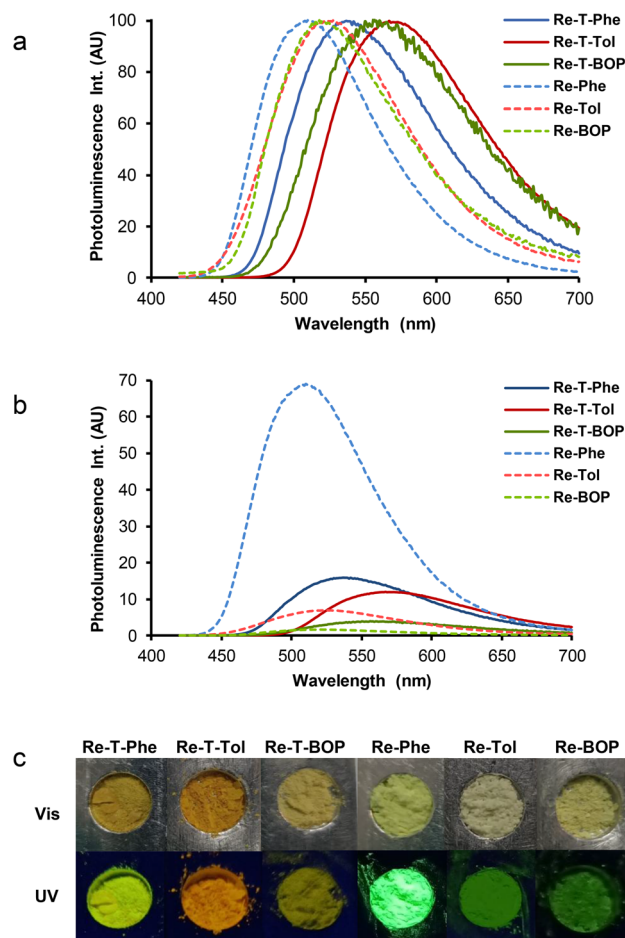 a
Photoluminescence Int. (AU)
100
80
60
40
20
0
400 450 500 550 600 650 700
Wavelength (nm)
Re-T-Phe
Re-T-Tol
Re-T-BOP
Re-Phe
Re-Tol
Re-BOP
b
Photoluminescence Int. (AU)
70
60
50
40
30
20
10
0
400 450 500 550 600 650 700
Wavelength (nm)
Re-T-Phe
Re-T-Tol
Re-T-BOP
Re-Phe
Re-Tol
Re-BOP
c
Re-T-Phe Re-T-Tol Re-T-BOP Re-Phe Re-Tol Re-BOP
Vis
UV